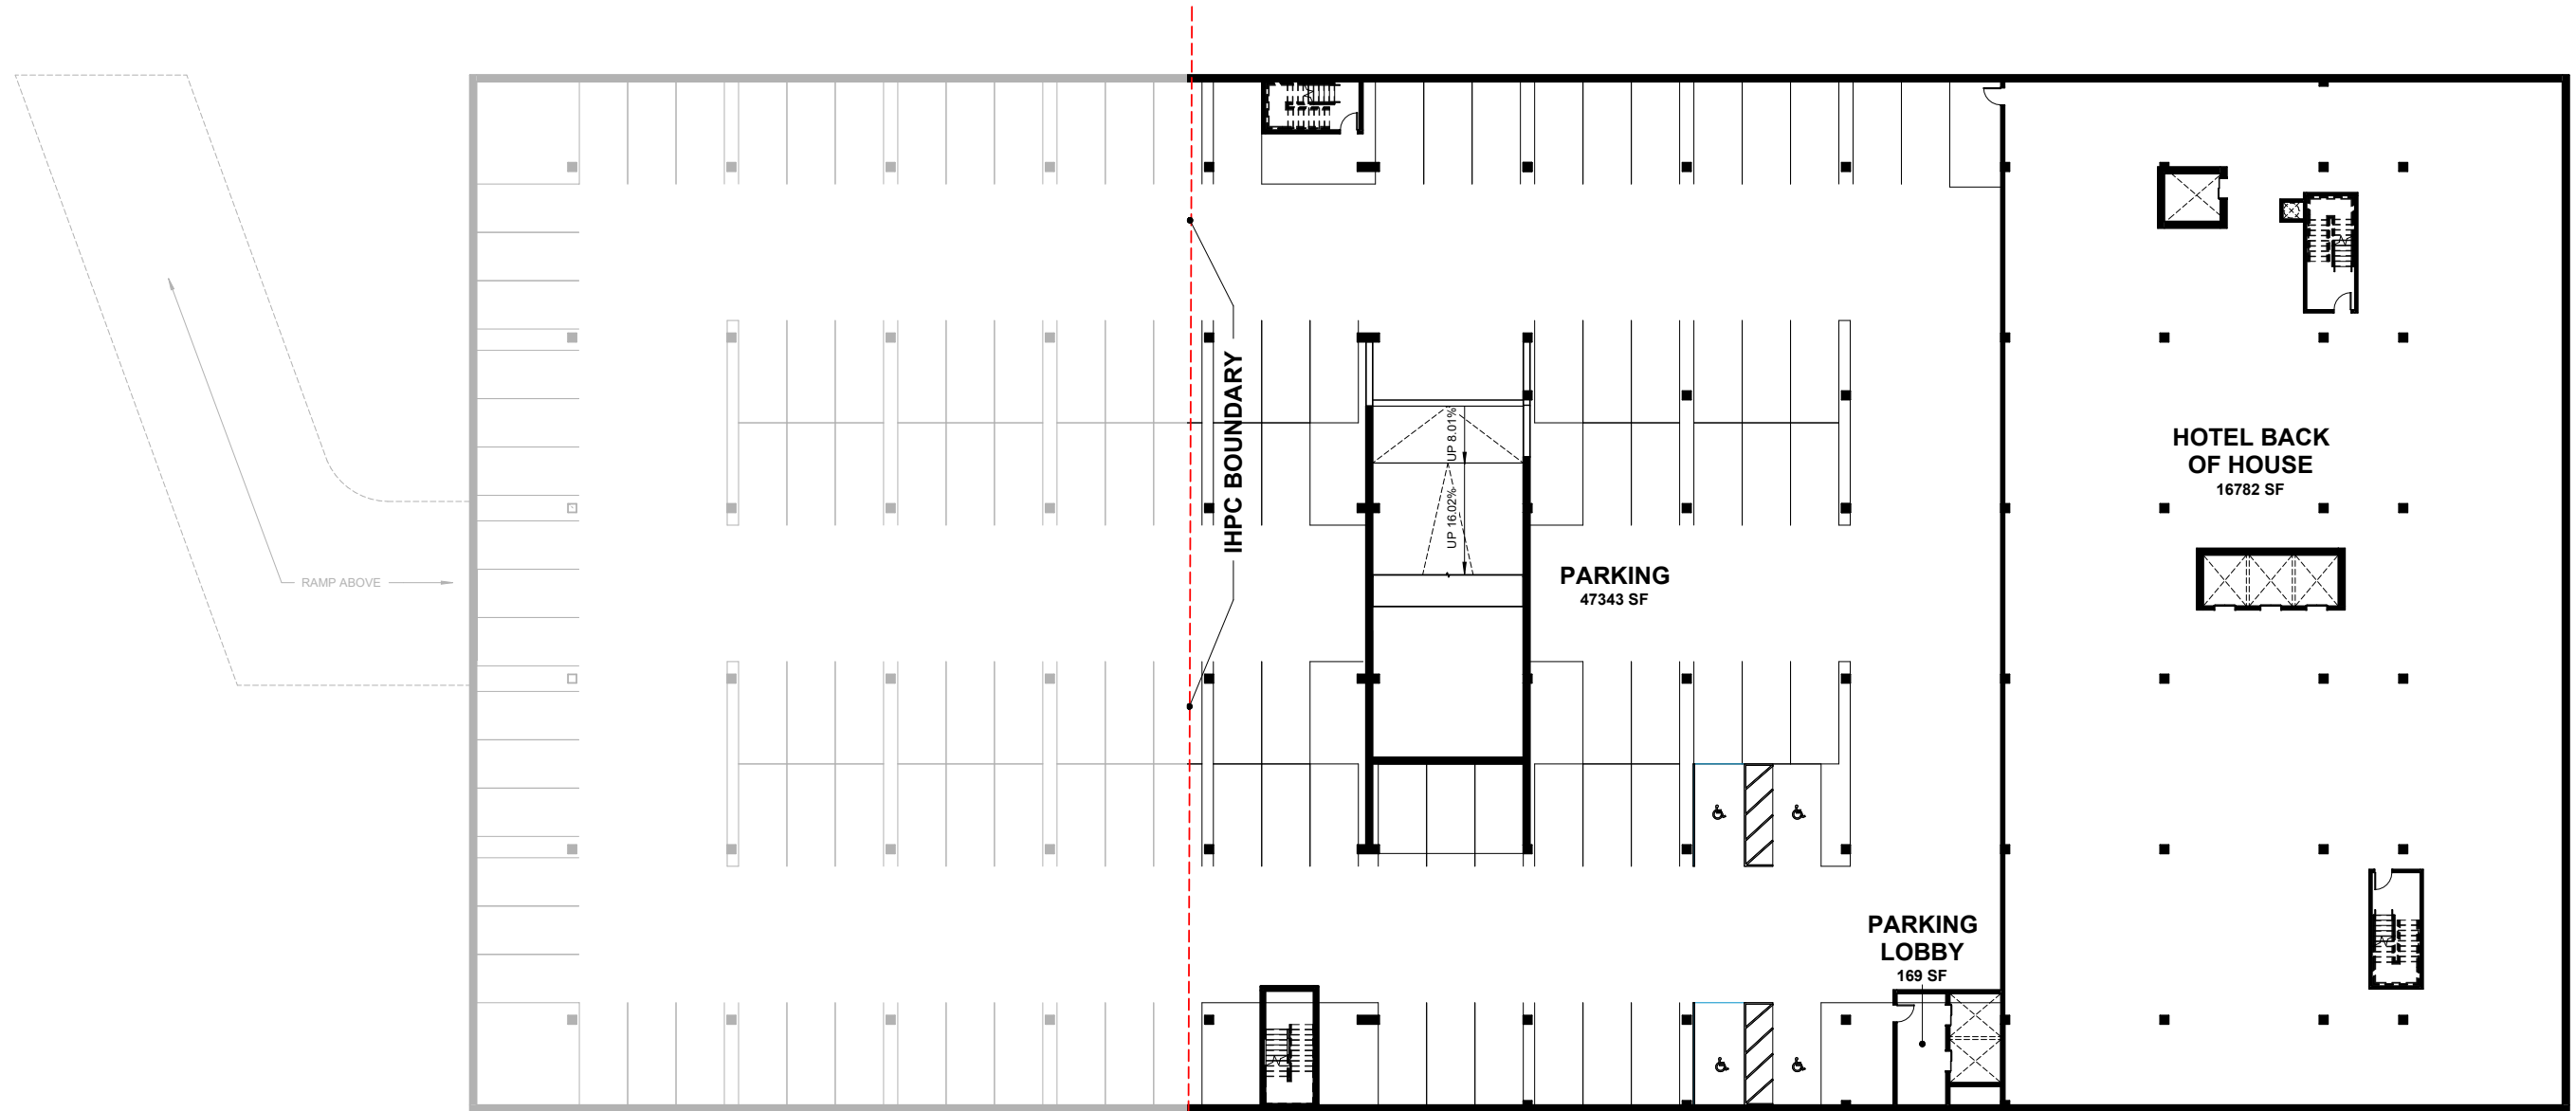 IHPC BOUNDARY
UP 8.01%
UP 16.02%
HOTEL BACK
OF HOUSE
16782 SF
RAMP ABOVE
PARKING
47343 SF
PARKING
LOBBY
169 SF